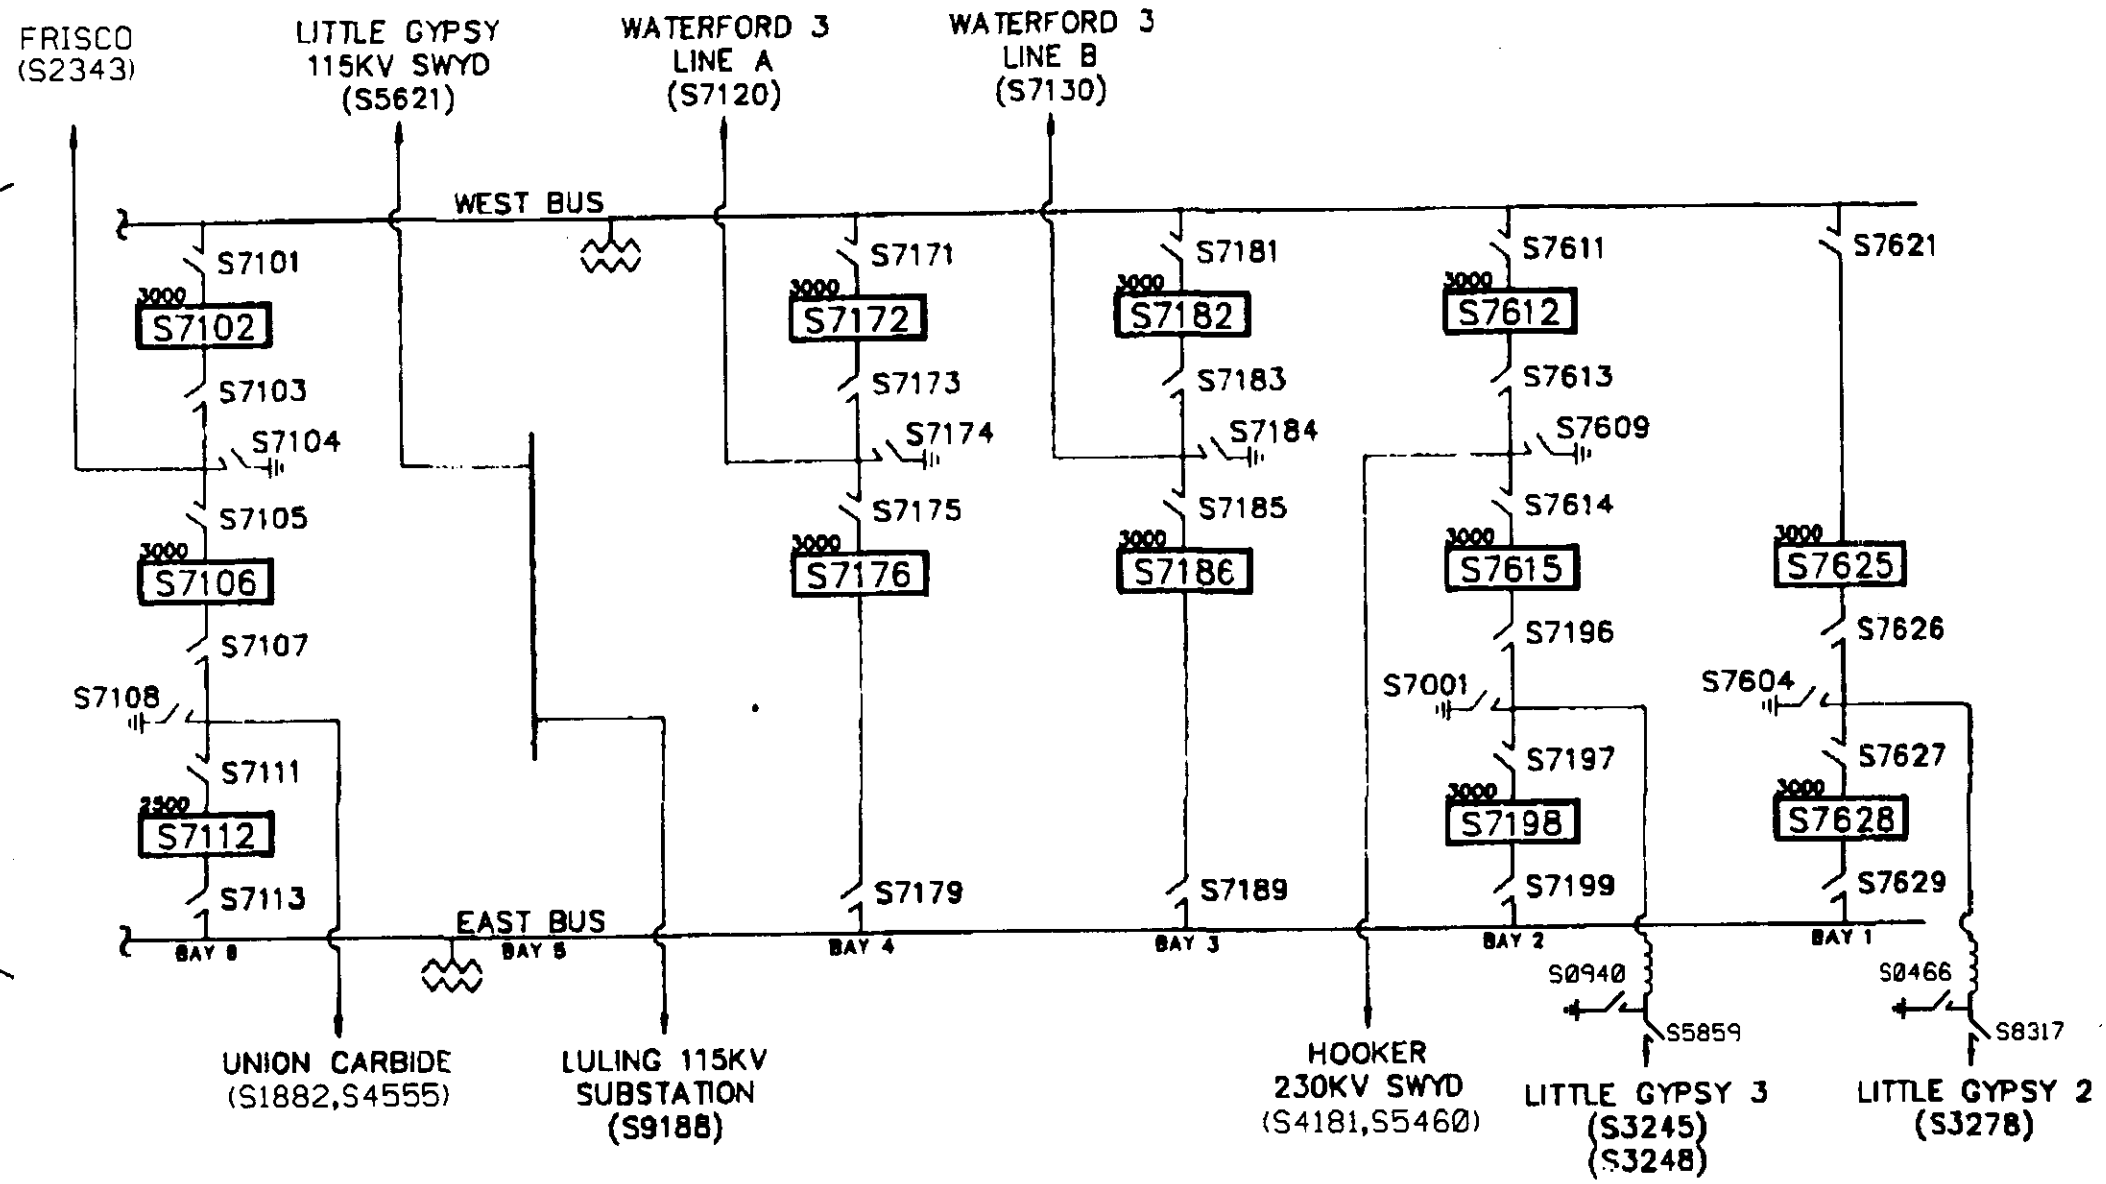 FRISCO
(S2343)
LITTLE GYPSY
115KV SWYD
(S5621)
WATERFORD 3
LINE A
(S7120)
WATERFORD 3
LINE B
(S7130)
WEST BUS
S7101
3000
S7102
S7103
S7104
S7105
3000
S7106
S7107
S7108
S7111
2500
S7112
S7113
S7171
3000
S7172
S7173
S7174
S7175
3000
S7176
S7179
S7181
3000
S7182
S7183
S7184
S7185
3000
S7186
S7189
S7611
3000
S7612
S7613
S7609
S7614
3000
S7615
S7196
S7001
S7197
3000
S7198
S7199
S7621
3000
S7625
S7626
S7604
S7627
3000
S7628
S7629
EAST BUS
BAY 6
BAY 5
BAY 4
BAY 3
BAY 2
BAY 1
S0940
S5859
S0466
S8317
UNION CARBIDE
(S1882,S4555)
LULING 115KV
SUBSTATION
(S9188)
HOOKER
230KV SWYD
(S4181,S5460)
LITTLE GYPSY 3
(S3245)
(S3248)
LITTLE GYPSY 2
(S3278)